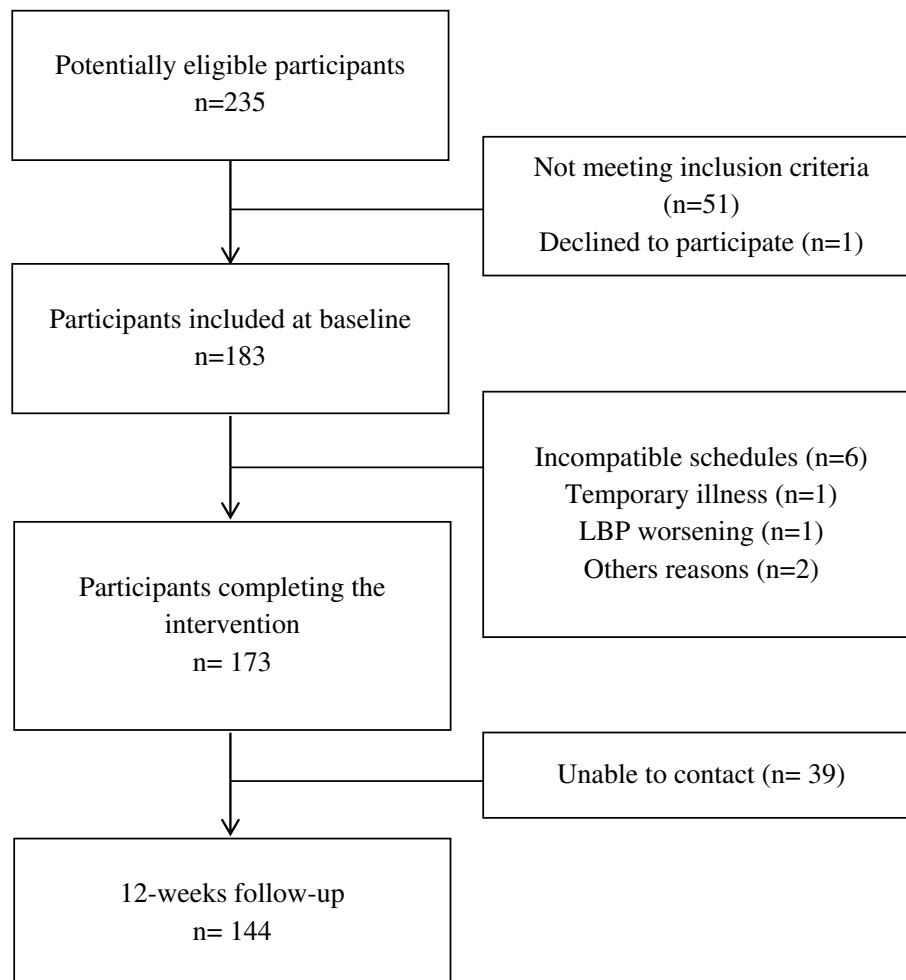 Potentially eligible participants
n=235
Not meeting inclusion criteria
(n=51)
Declined to participate (n=1)
Participants included at baseline
n=183
Incompatible schedules (n=6)
Temporary illness (n=1)
LBP worsening (n=1)
Others reasons (n=2)
Participants completing the
intervention
n= 173
Unable to contact (n= 39)
12-weeks follow-up
n= 144